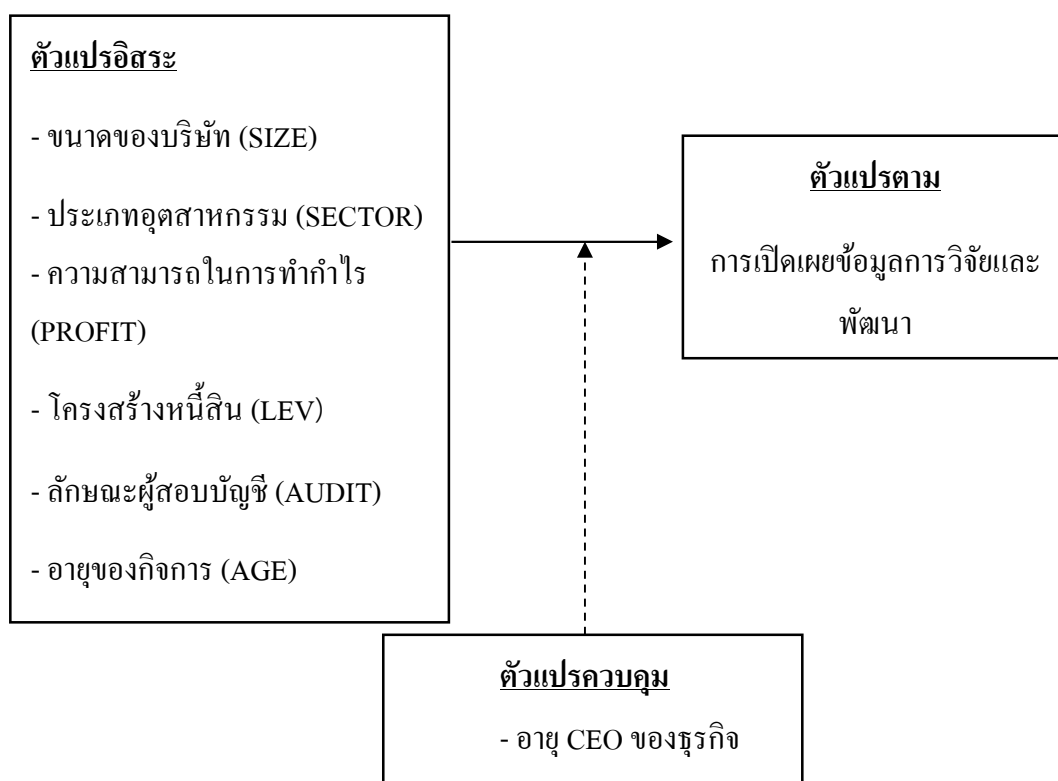 ตัวแปรอิสระ
- ขนาดของบริษัท (SIZE)
- ประเภทอุตสาหกรรม (SECTOR)
- ความสามารถในการทำกำไร
(PROFIT)
- โครงสร้างหนี้สิน (LEV)
- ลักษณะผู้สอบบัญชี (AUDIT)
- อายุของกิจการ (AGE)
ตัวแปรตาม
การเปิดเผยข้อมูลการวิจัยและ
พัฒนา
ตัวแปรควบคุม
- อายุ CEO ของธุรกิจ